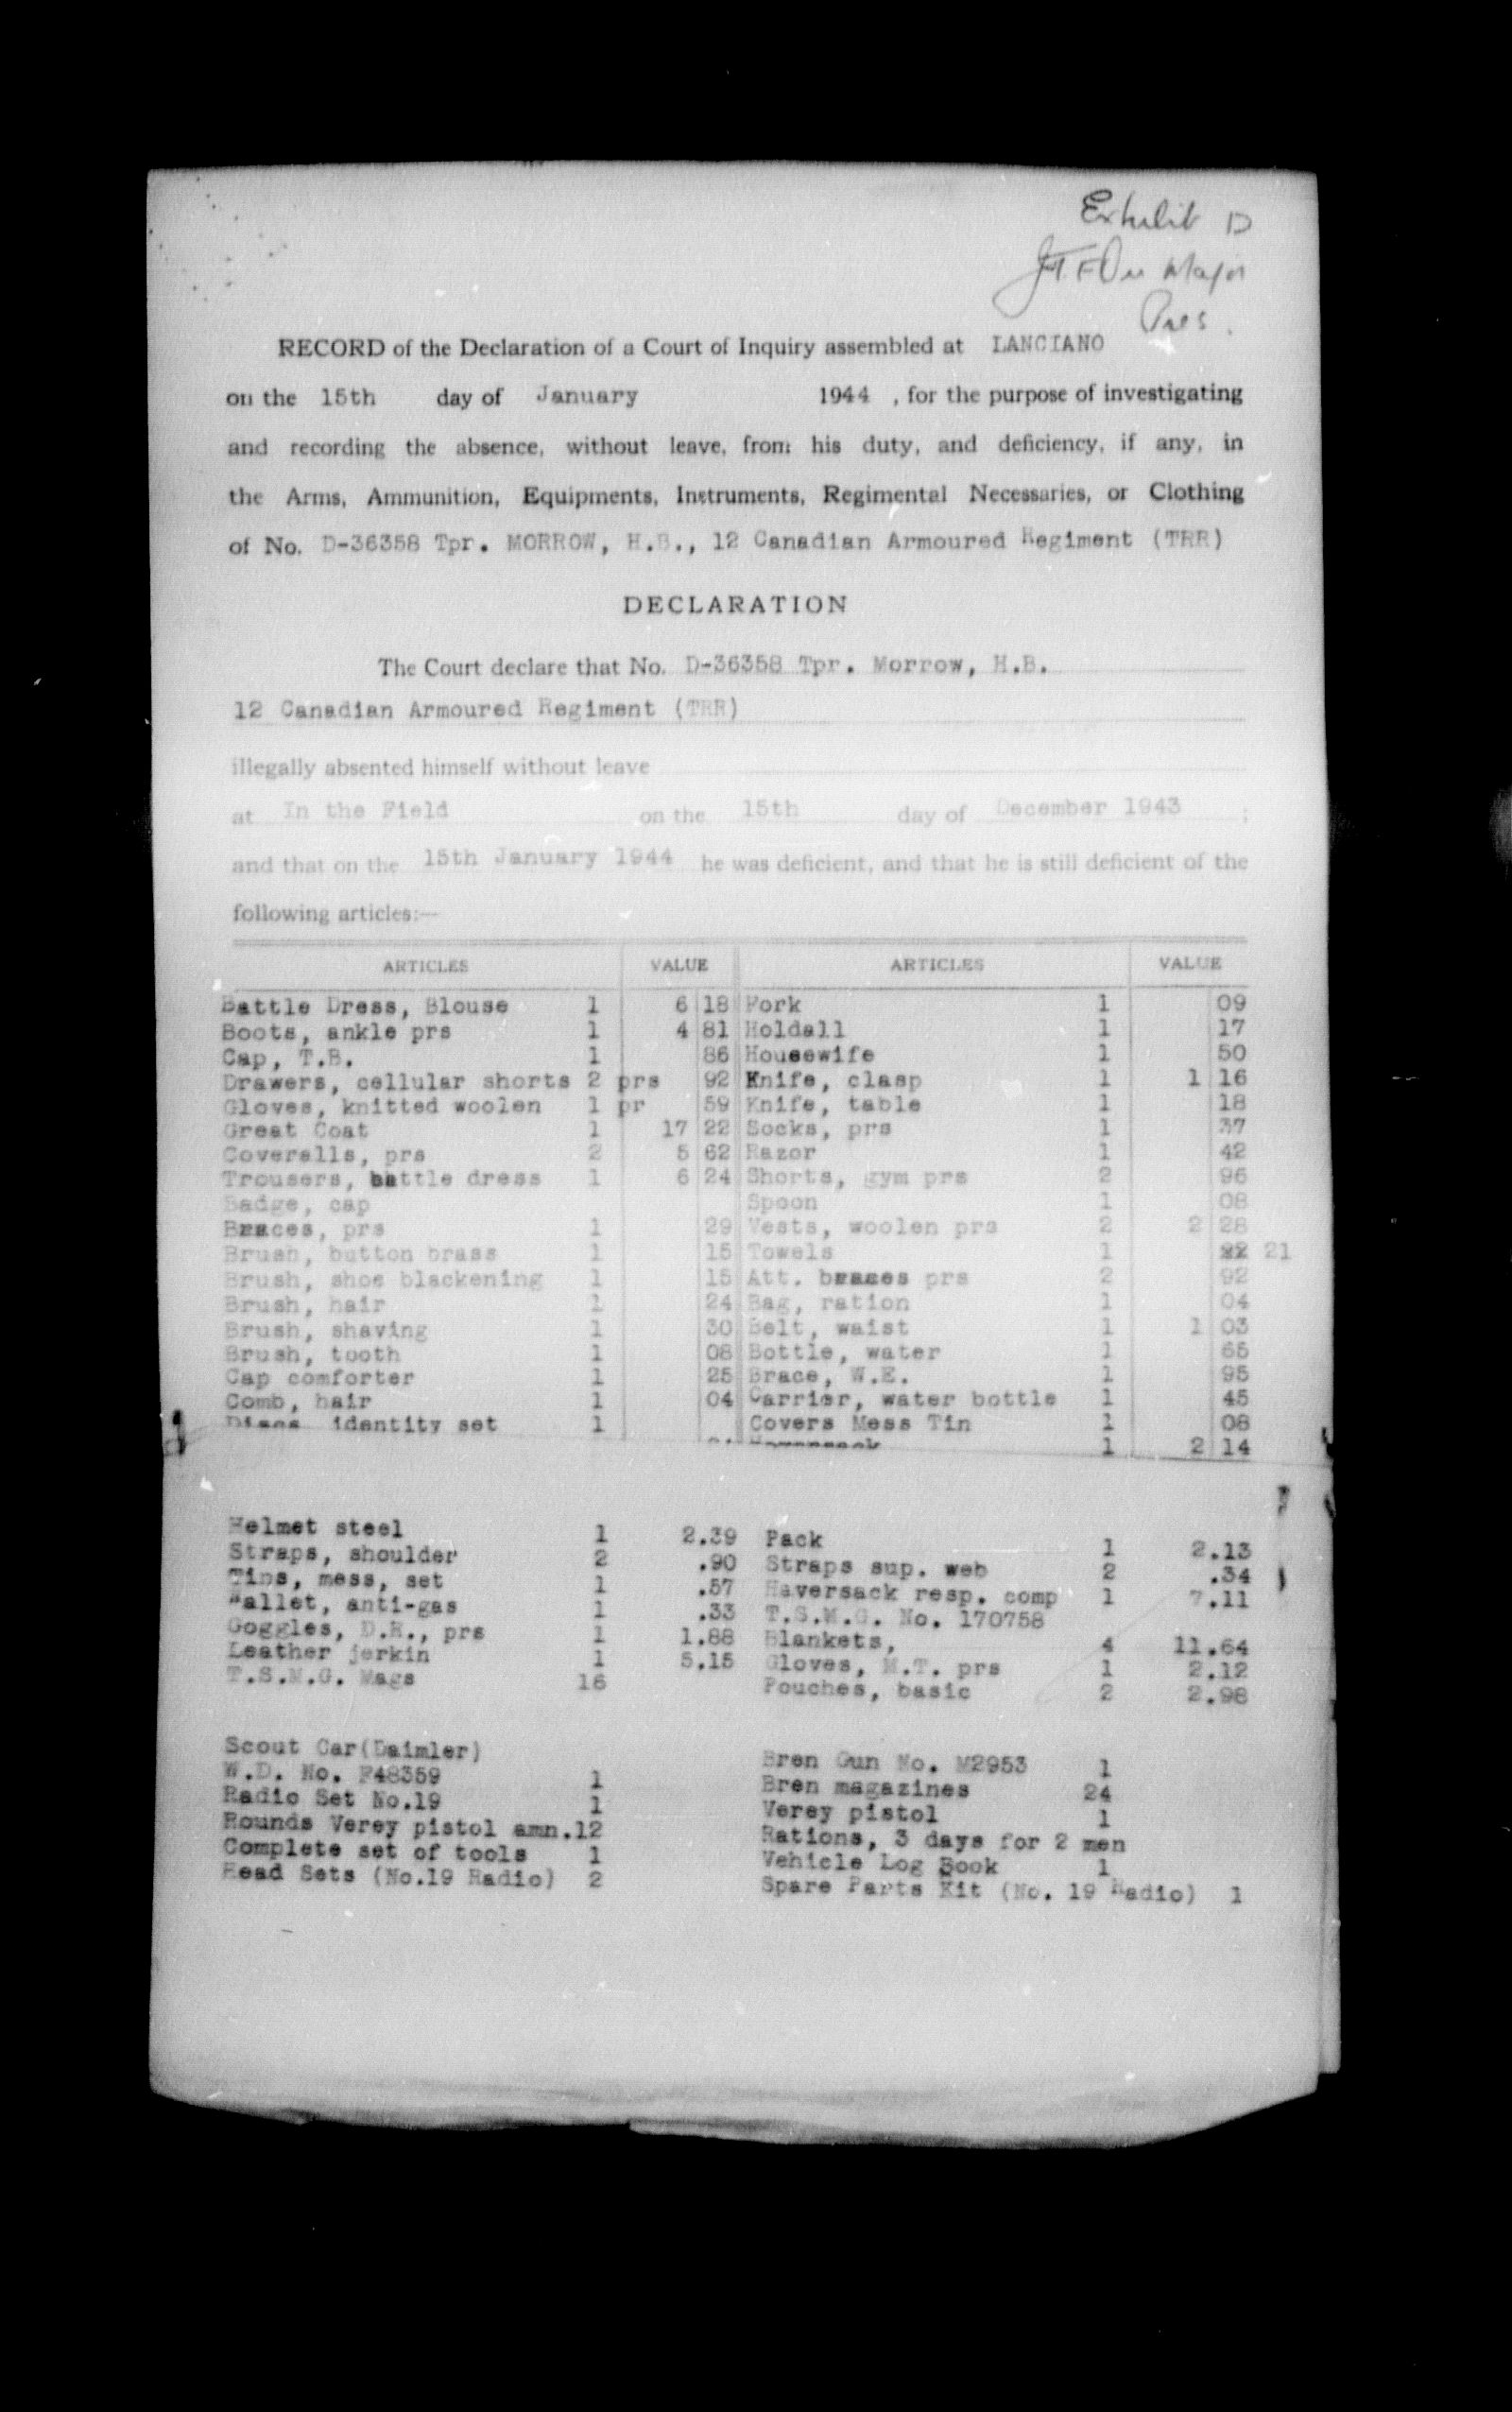 Exhibit D
Major
Pres.
RECORD of the Declaration of a Court of Inquiry assembled at LANCIANO
on the 15th day of January 1944 , for the purpose of investigating
and recording the absence, without leave, from his duty, and deficiency, if any, in
the Arms, Ammunition, Equipments, Instruments, Regimental Necessaries, or Clothing
of No. D-36358 Tpr. MORROW, H.B., 12 Canadian Armoured Regiment (TRR)
DECLARATION
The Court declare that No. D-36358 Tpr. Morrow, H.B.
12 Canadian Armoured Regiment (TRR)
illegally absented himself without leave
at In the Field on the 15th day of December 1943 ;
and that on the 15th January 1944 he was deficient, and that he is still deficient of the
following articles:—
ARTICLES VALUE ARTICLES VALUE
Battle Dress, Blouse 1 6 18 Fork 1 09
Boots, ankle prs 1 4 81 Holdall 1 17
Cap, T.B. 1 86 Housewife 1 50
Drawers, cellular shorts 2 prs 92 Knife, clasp 1 1 16
Gloves, knitted woolen 1 pr 59 Knife, table 1 18
Great Coat 1 17 22 Socks, prs 1 37
Coveralls, prs 2 5 62 Razor 1 42
Trousers, battle dress 1 6 24 Shorts, gym prs 2 96
Badge, cap Spoon 1 08
Braces, prs 1 29 Vests, woolen prs 2 2 28
Brush, button brass 1 15 Towels 1 22 21
Brush, shoe blackening 1 15 Att. braces prs 2 92
Brush, hair 1 24 Bag, ration 1 04
Brush, shaving 1 30 Belt, waist 1 1 03
Brush, tooth 1 08 Bottle, water 1 65
Cap comforter 1 25 Brace, W.E. 1 95
Comb, hair 1 04 Carrier, water bottle 1 45
Discs identity set 1 Covers Mess Tin 1 08
1 2 14
Helmet steel 1 2.39 Pack 1 2.13
Straps, shoulder 2 .90 Straps sup. web 2 .34
Tins, mess, set 1 .57 Haversack resp. comp 1 7.11
Wallet, anti-gas 1 .33 T.S.M.G. No. 170758
Goggles, D.R., prs 1 1.88 Blankets, 4 11.64
Leather jerkin 1 5.15 Gloves, M.T. prs 1 2.12
T.S.M.G. Mags 16 Pouches, basic 2 2.98
Scout Car(Daimler) Bren Gun No. M2953 1
W.D. No. F48359 1 Bren magazines 24
Radio Set No.19 1 Verey pistol 1
Rounds Verey pistol amn.12 Rations, 3 days for 2 men
Complete set of tools 1 Vehicle Log Book 1
Head Sets (No.19 Radio) 2 Spare Parts Kit (No. 19 Radio) 1